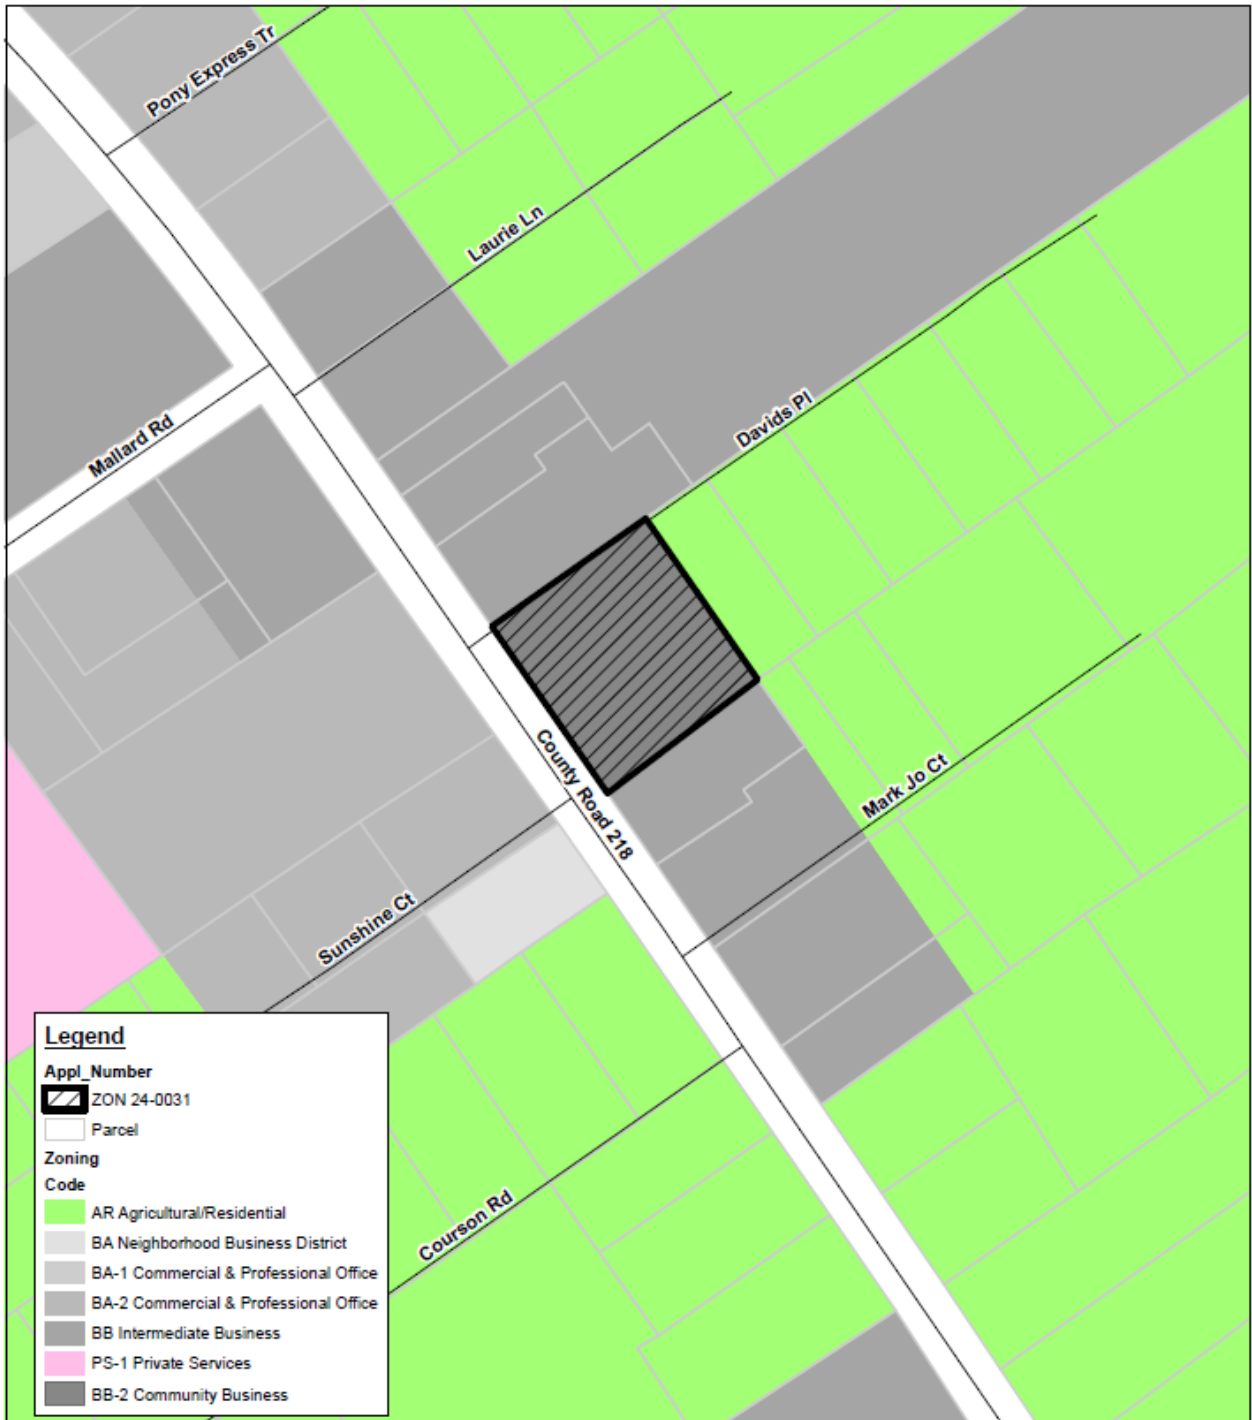 Pony Express Tr
Laurie Ln
Mallard Rd
Davids Pl
County Road 218
Mark Jo Ct
Sunshine Ct
Courson Rd
Legend
Appl_Number
ZON 24-0031
Parcel
Zoning
Code
AR Agricultural/Residential
BA Neighborhood Business District
BA-1 Commercial & Professional Office
BA-2 Commercial & Professional Office
BB Intermediate Business
PS-1 Private Services
BB-2 Community Business